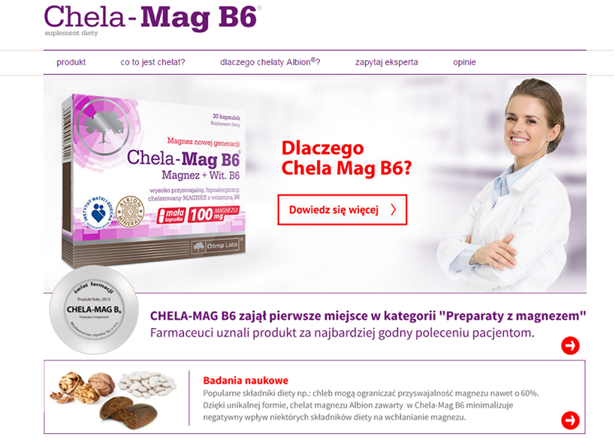 Chela-Mag B6®
suplement diety
produkt
co to jest chelat?
dlaczego chelaty Albion®?
zapytaj eksperta
opinie
30 kapsułek
Suplement diety
Magnez nowej generacji
Chela-Mag B6®
Magnez + Wit. B6
wysoko przyswajalny, hipoalergiczny,
chelatowany MAGNEZ z witaminą B6
mała
kapsułka
100 mg
Olimp Labs®
Dlaczego
Chela Mag B6?
Dowiedz się więcej
świat farmacji
Produkt Roku 2013
CHELA-MAG B6
CHELA-MAG B6 zajął pierwsze miejsce w kategorii "Preparaty z magnezem"
Farmaceuci uznali produkt za najbardziej godny poleceniu pacjentom.
Badania naukowe
Popularne składniki diety np.: chleb mogą ograniczać przyswajalność magnezu nawet o 60%.
Dzięki unikalnej formie, chelat magnezu Albion zawarty w Chela-Mag B6 minimalizuje
negatywny wpływ niektórych składników diety na wchłanianie magnezu.